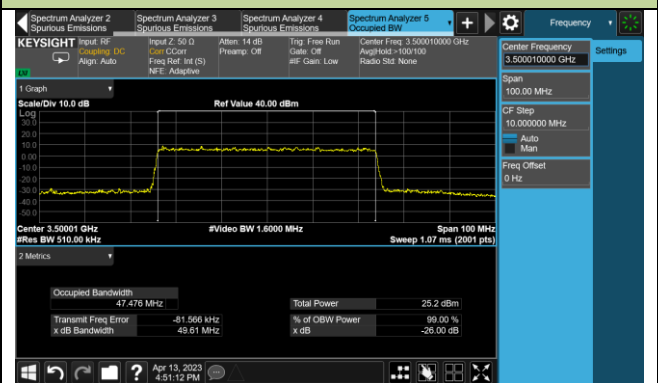 Spectrum Analyzer 2
Spurious Emissions
Spectrum Analyzer 3
Spurious Emissions
Spectrum Analyzer 4
Spurious Emissions
Spectrum Analyzer 5
Occupied BW
Frequency
KEYSIGHT
Input: RF
Coupling: DC
Align: Auto
Input Z: 50 Ω
Corr CCorr
Freq Ref: Int (S)
NFE: Adaptive
Atten: 14 dB
Preamp: Off
Trig: Free Run
Gate: Off
#IF Gain: Low
Center Freq: 3.500010000 GHz
Avg|Hold:>100/100
Radio Std: None
LXI
Center Frequency
3.500010000 GHz
Settings
Span
100.00 MHz
CF Step
10.000000 MHz
Auto
Man
Freq Offset
0 Hz
1 Graph
Scale/Div 10.0 dB
Ref Value 40.00 dBm
Log
30.0
20.0
10.0
0.00
-10.0
-20.0
-30.0
-40.0
-50.0
Center 3.50001 GHz
#Video BW 1.6000 MHz
Span 100 MHz
#Res BW 510.00 kHz
Sweep 1.07 ms (2001 pts)
2 Metrics
Occupied Bandwidth
47.476 MHz
Total Power
25.2 dBm
Transmit Freq Error
-81.566 kHz
% of OBW Power
99.00 %
x dB Bandwidth
49.61 MHz
x dB
-26.00 dB
Apr 13, 2023
4:51:12 PM